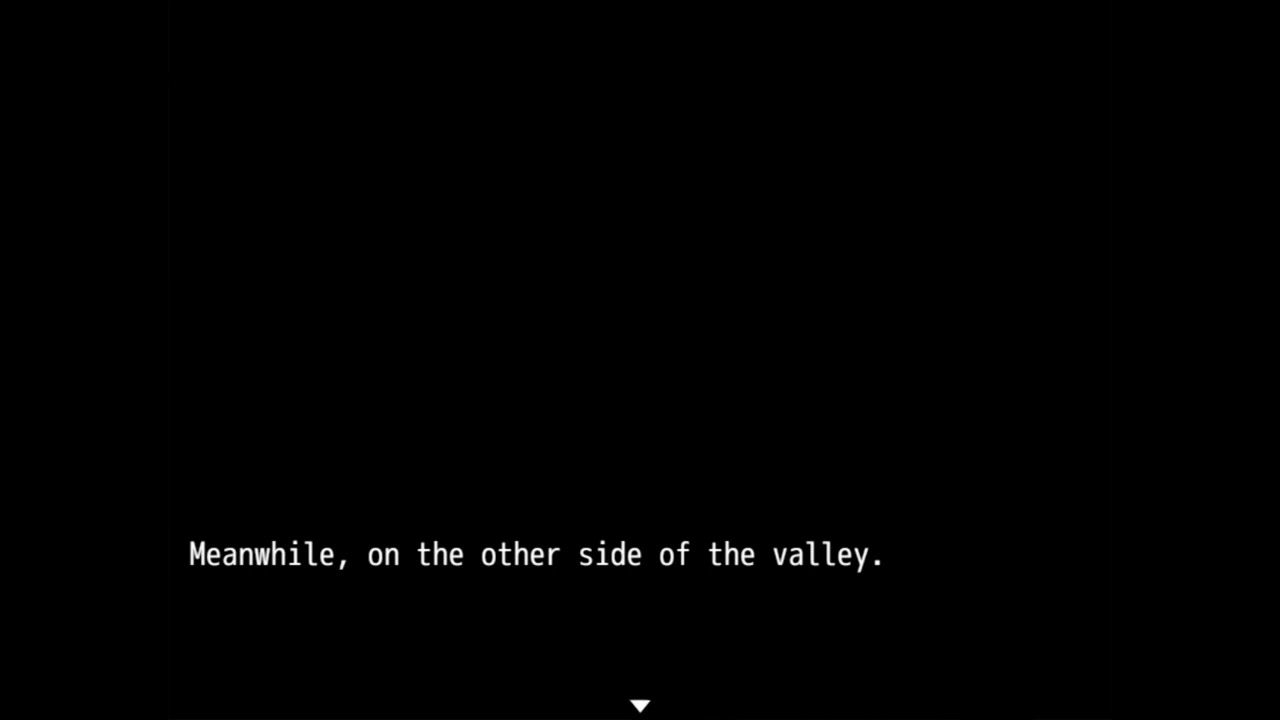 Meanwhile, on the other side of the valley.